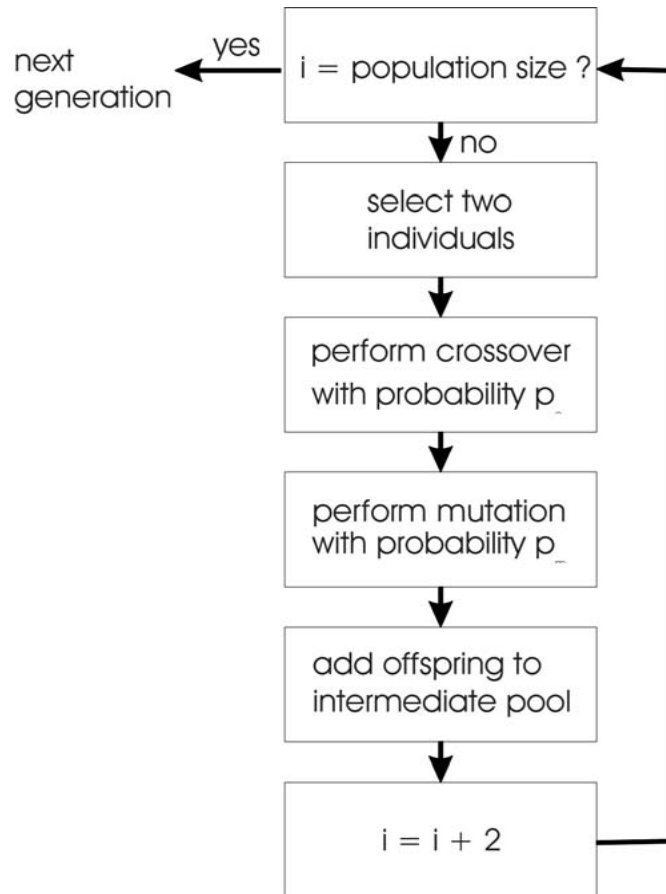 yes
next
generation
i = population size ?
no
select two
individuals
perform crossover
with probability p
perform mutation
with probability p_m
add offspring to
intermediate pool
i = i + 2